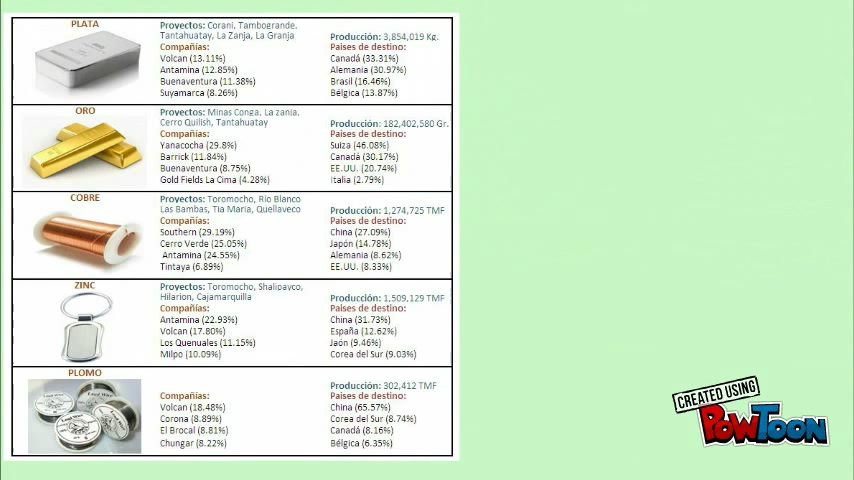 PLATA
Proyectos: Corani, Tambogrande,
Tantahuatay, La Zanja, La Granja
Compañías:
Volcan (13.11%)
Antamina (12.85%)
Buenaventura (11.38%)
Suyamarca (8.26%)
Producción: 3,854,019 Kg.
Paises de destino:
Canadá (33.31%)
Alemania (30.97%)
Brasil (16.46%)
Bélgica (13.87%)
ORO
Proyectos: Minas Conga, La zania,
Cerro Quilish, Tantahuatay
Compañías:
Yanacocha (29.8%)
Barrick (11.84%)
Buenaventura (8.75%)
Gold Fields La Cima (4.28%)
Producción: 182,402,580 Gr.
Paises de destino:
Suiza (46.08%)
Canadá (30.17%)
EE.UU. (20.74%)
Italia (2.79%)
COBRE
Proyectos: Toromocho, Río Blanco
Las Bambas, Tia Maria, Quellaveco
Compañías:
Southern (29.19%)
Cerro Verde (25.05%)
Antamina (24.55%)
Tintaya (6.89%)
Producción: 1,274,725 TMF
Paises de destino:
China (27.09%)
Japón (14.78%)
Alemania (8.62%)
EE.UU. (8.33%)
ZINC
Proyectos: Toromocho, Shalipayco,
Hilarion, Cajamarquilla
Compañías:
Antamina (22.93%)
Volcan (17.80%)
Los Quenuales (11.15%)
Milpo (10.09%)
Producción: 1,509,129 TMF
Paises de destino:
China (31.73%)
España (12.62%)
Jaón (9.46%)
Corea del Sur (9.03%)
PLOMO
Compañías:
Volcan (18.48%)
Corona (8.89%)
El Brocal (8.81%)
Chungar (8.22%)
Producción: 302,412 TMF
Paises de destino:
China (65.57%)
Corea del Sur (8.74%)
Canadá (8.16%)
Bélgica (6.35%)
Lead Wire
CREATED USING
POWTOON